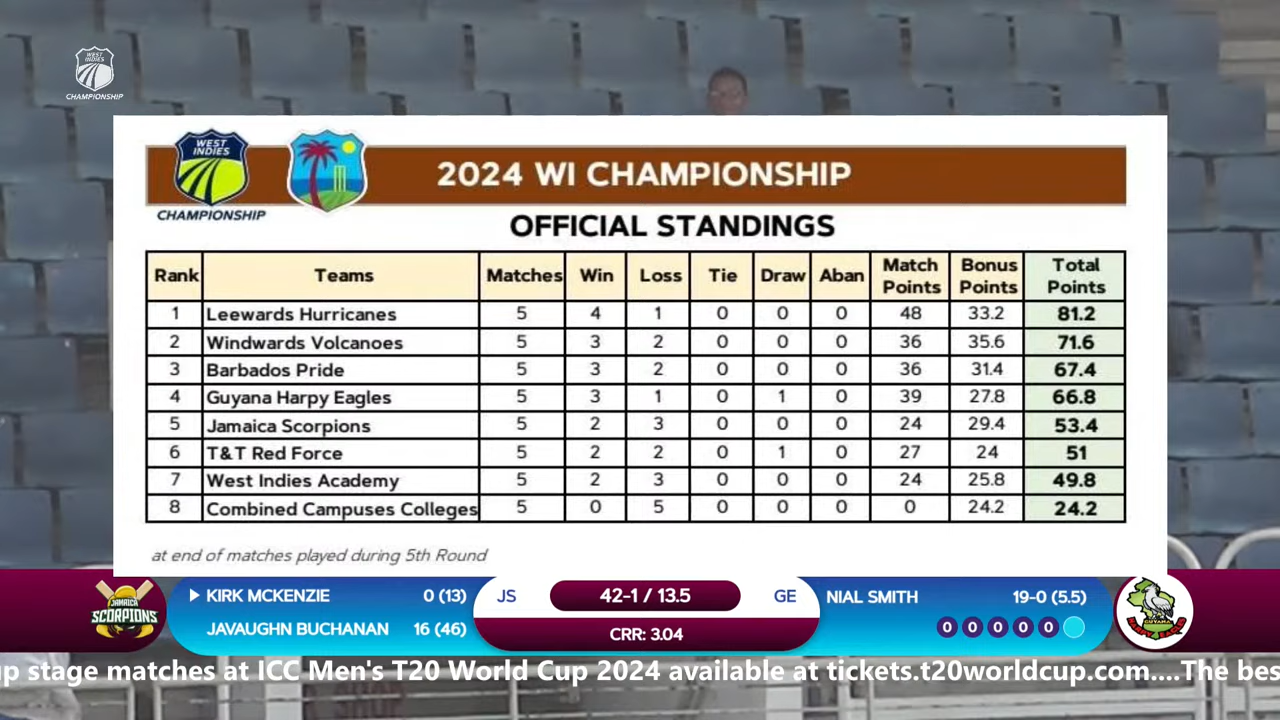 WEST
INDIES
CHAMPIONSHIP
WEST
INDIES
CHAMPIONSHIP
2024 WI CHAMPIONSHIP
OFFICIAL STANDINGS
Rank Teams Matches Win Loss Tie Draw Aban Match Points Bonus Points Total Points
1 Leewards Hurricanes 5 4 1 0 0 0 48 33.2 81.2
2 Windwards Volcanoes 5 3 2 0 0 0 36 35.6 71.6
3 Barbados Pride 5 3 2 0 0 0 36 31.4 67.4
4 Guyana Harpy Eagles 5 3 1 0 1 0 39 27.8 66.8
5 Jamaica Scorpions 5 2 3 0 0 0 24 29.4 53.4
6 T&T Red Force 5 2 2 0 1 0 27 24 51
7 West Indies Academy 5 2 3 0 0 0 24 25.8 49.8
8 Combined Campuses Colleges 5 0 5 0 0 0 0 24.2 24.2
at end of matches played during 5th Round
JAMAICA
SCORPIONS
KIRK MCKENZIE 0 (13)
JAVAUGHN BUCHANAN 16 (46)
JS 42-1 / 13.5 GE
CRR: 3.04
NIAL SMITH 19-0 (5.5)
0 0 0 0 0
GUYANA
HARPY EAGLES
p stage matches at ICC Men's T20 World Cup 2024 available at tickets.t20worldcup.com....The bes